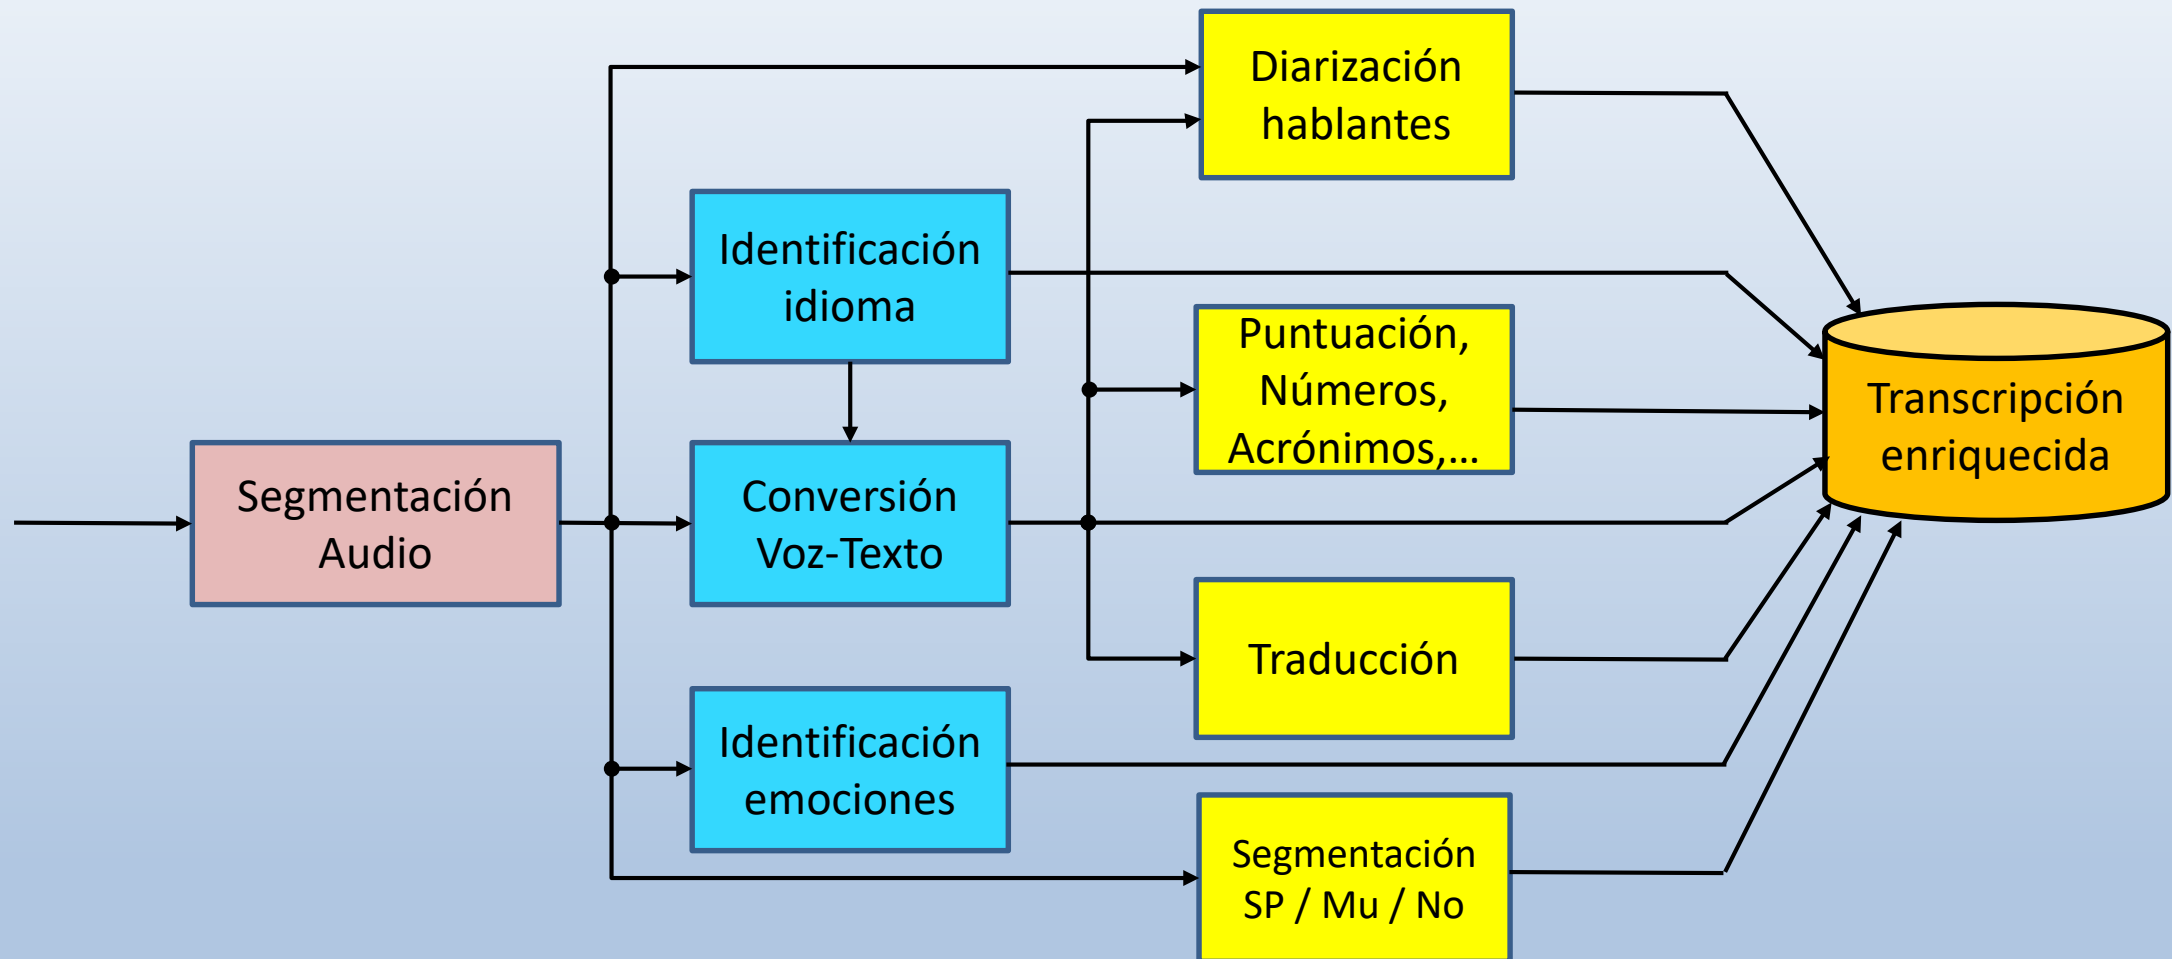 Diarización
hablantes
Identificación
idioma
Puntuación,
Números,
Acrónimos,...
Transcripción
enriquecida
Segmentación
Audio
Conversión
Voz-Texto
Traducción
Identificación
emociones
Segmentación
SP / Mu / No